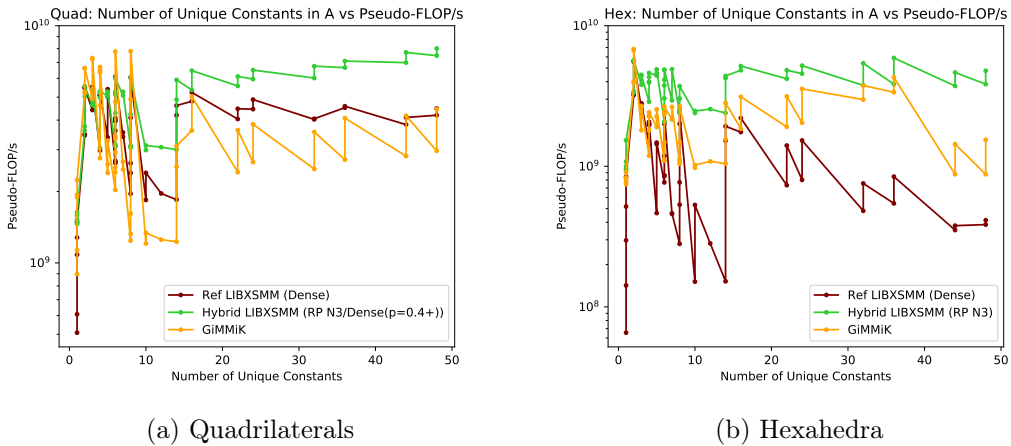 Quad: Number of Unique Constants in A vs Pseudo-FLOP/s
10^10
10^9
Pseudo-FLOP/s
Ref LIBXSMM (Dense)
Hybrid LIBXSMM (RP N3/Dense(p=0.4+))
GiMMiK
0 10 20 30 40 50
Number of Unique Constants
(a) Quadrilaterals
Hex: Number of Unique Constants in A vs Pseudo-FLOP/s
10^10
10^9
10^8
Pseudo-FLOP/s
Ref LIBXSMM (Dense)
Hybrid LIBXSMM (RP N3)
GiMMiK
0 10 20 30 40 50
Number of Unique Constants
(b) Hexahedra